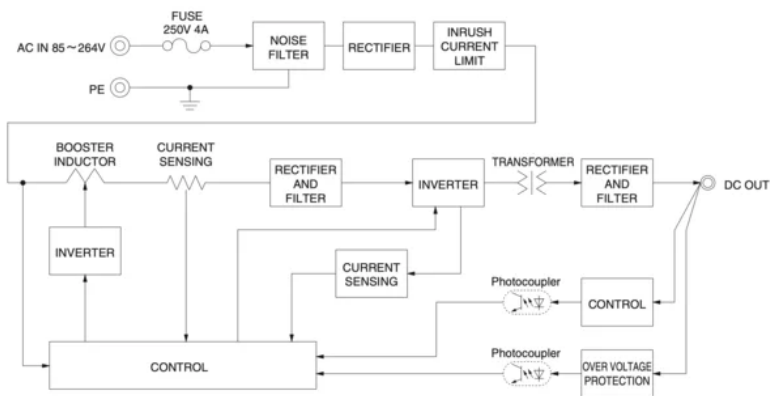 FUSE
250V 4A
AC IN 85~264V
NOISE
FILTER
RECTIFIER
INRUSH
CURRENT
LIMIT
PE
BOOSTER
INDUCTOR
CURRENT
SENSING
RECTIFIER
AND
FILTER
INVERTER
TRANSFORMER
RECTIFIER
AND
FILTER
DC OUT
INVERTER
CURRENT
SENSING
Photocoupler
CONTROL
CONTROL
Photocoupler
OVER VOLTAGE
PROTECTION